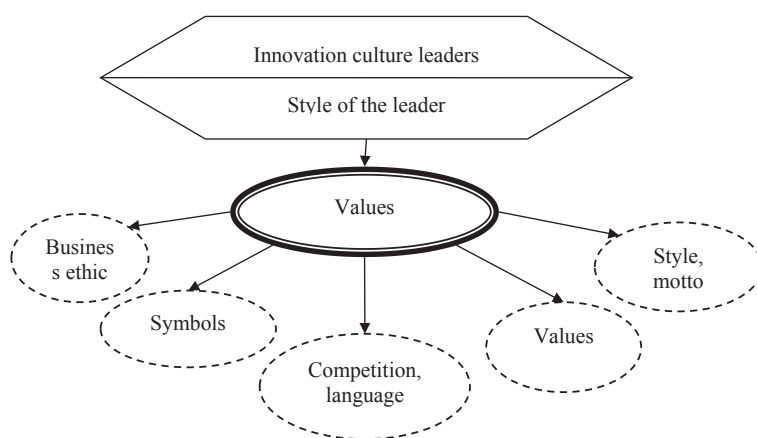 Innovation culture leaders
Style of the leader
Values
Busines
s ethic
Symbols
Competition,
language
Values
Style,
motto